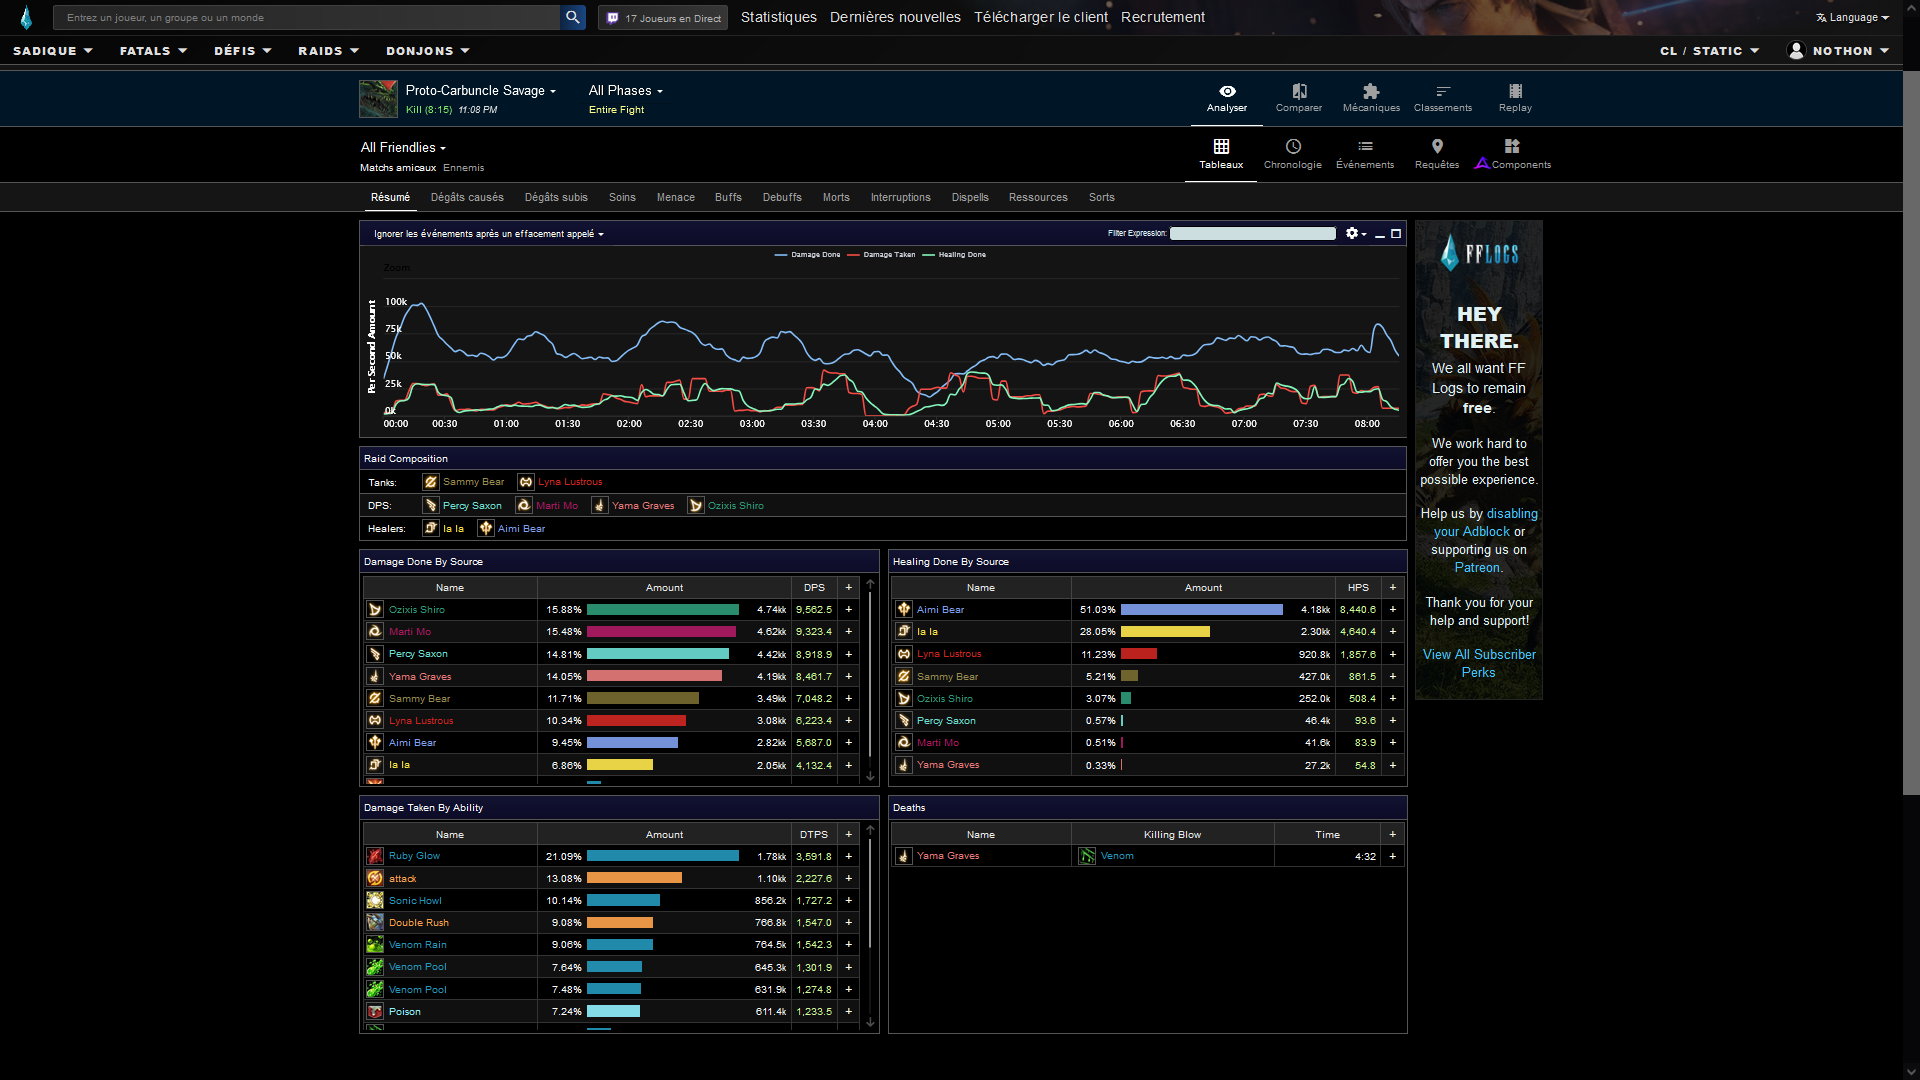 Entrez un joueur, un groupe ou un monde
17 Joueurs en Direct
Statistiques
Dernières nouvelles
Télécharger le client
Recrutement
Language
SADIQUE
FATALS
DÉFIS
RAIDS
DONJONS
CL / STATIC
NOTHON
Proto-Carbuncle Savage
Kill (8:15) 11:08 PM
All Phases
Entire Fight
Analyser
Comparer
Mécaniques
Classements
Replay
All Friendlies
Matchs amicaux Ennemis
Tableaux
Chronologie
Événements
Requêtes
Components
Résumé
Dégâts causés
Dégâts subis
Soins
Menace
Buffs
Debuffs
Morts
Interruptions
Dispells
Ressources
Sorts
Ignorer les événements après un effacement appelé
Filter Expression:
Damage Done Damage Taken Healing Done
Zoom
Per Second Amount
100k
75k
50k
25k
0k
00:00 00:30 01:00 01:30 02:00 02:30 03:00 03:30 04:00 04:30 05:00 05:30 06:00 06:30 07:00 07:30 08:00
Raid Composition
Tanks: Sammy Bear Lyna Lustrous
DPS: Percy Saxon Marti Mo Yama Graves Ozixis Shiro
Healers: Ia Ia Aimi Bear
Damage Done By Source
Name Amount DPS +
Ozixis Shiro 15.88% 4.74kk 9,562.5 +
Marti Mo 15.48% 4.62kk 9,323.4 +
Percy Saxon 14.81% 4.42kk 8,918.9 +
Yama Graves 14.05% 4.19kk 8,461.7 +
Sammy Bear 11.71% 3.49kk 7,048.2 +
Lyna Lustrous 10.34% 3.08kk 6,223.4 +
Aimi Bear 9.45% 2.82kk 5,687.0 +
Ia Ia 6.86% 2.05kk 4,132.4 +
Healing Done By Source
Name Amount HPS +
Aimi Bear 51.03% 4.18kk 8,440.6 +
Ia Ia 28.05% 2.30kk 4,640.4 +
Lyna Lustrous 11.23% 920.8k 1,857.6 +
Sammy Bear 5.21% 427.0k 861.5 +
Ozixis Shiro 3.07% 252.0k 508.4 +
Percy Saxon 0.57% 46.4k 93.6 +
Marti Mo 0.51% 41.6k 83.9 +
Yama Graves 0.33% 27.2k 54.8 +
Damage Taken By Ability
Name Amount DTPS +
Ruby Glow 21.09% 1.78kk 3,591.8 +
attack 13.08% 1.10kk 2,227.6 +
Sonic Howl 10.14% 856.2k 1,727.2 +
Double Rush 9.08% 766.8k 1,547.0 +
Venom Rain 9.06% 764.5k 1,542.3 +
Venom Pool 7.64% 645.3k 1,301.9 +
Venom Pool 7.48% 631.9k 1,274.8 +
Poison 7.24% 611.4k 1,233.5 +
Deaths
Name Killing Blow Time +
Yama Graves Venom 4:32 +
FFLOGS
HEY
THERE.
We all want FF
Logs to remain
free.
We work hard to
offer you the best
possible experience.
Help us by disabling
your Adblock or
supporting us on
Patreon.
Thank you for your
help and support!
View All Subscriber
Perks